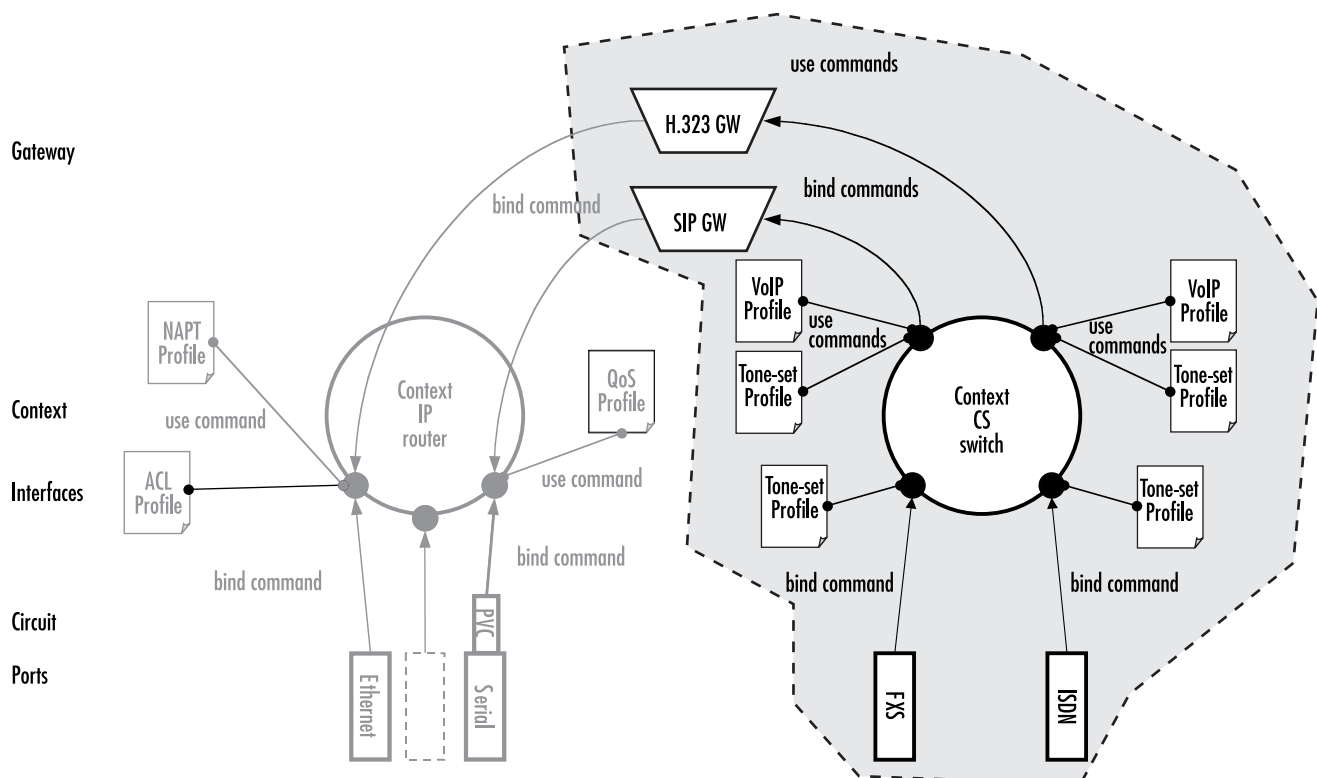 use commands
H.323 GW
Gateway
bind commands
bind command
SIP GW
VoIP
Profile
VoIP
Profile
NAPT
Profile
use
commands
use
commands
QoS
Profile
Tone-set
Profile
Tone-set
Profile
Context
Context
IP
router
Context
CS
switch
use command
Interfaces
ACL
Profile
use command
Tone-set
Profile
Tone-set
Profile
bind command
bind command
bind command
bind command
Circuit
PVC
Ports
Ethernet
Serial
FXS
ISDN